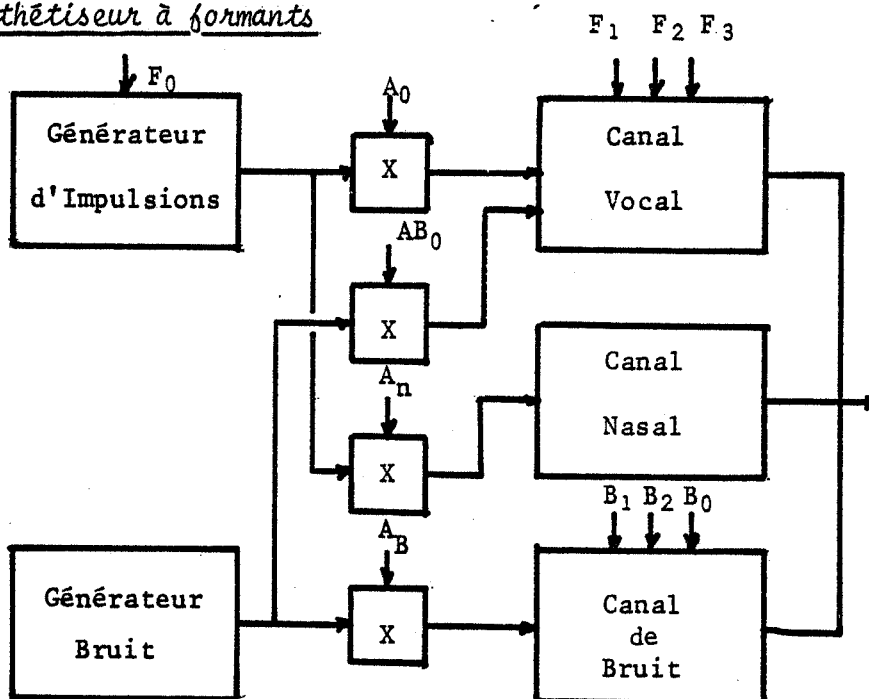 thétiseur à formants
F0
Générateur
d'Impulsions
A0
X
F1 F2 F3
Canal
Vocal
AB0
X
An
X
Canal
Nasal
AB
X
B1 B2 B0
Canal
de
Bruit
Générateur
Bruit